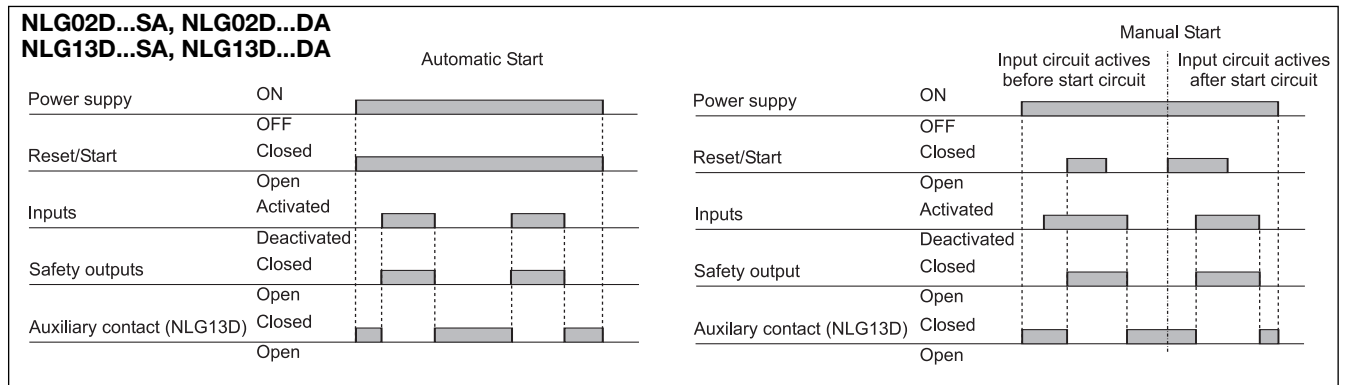 NLG02D...SA, NLG02D...DA
NLG13D...SA, NLG13D...DA
Automatic Start
Power suppy
ON
OFF
Reset/Start
Closed
Open
Inputs
Activated
Deactivated
Safety outputs
Closed
Open
Auxiliary contact (NLG13D)
Closed
Open
Manual Start
Input circuit actives
before start circuit
Input circuit actives
after start circuit
Power suppy
ON
OFF
Reset/Start
Closed
Open
Inputs
Activated
Deactivated
Safety output
Closed
Open
Auxilary contact (NLG13D)
Closed
Open